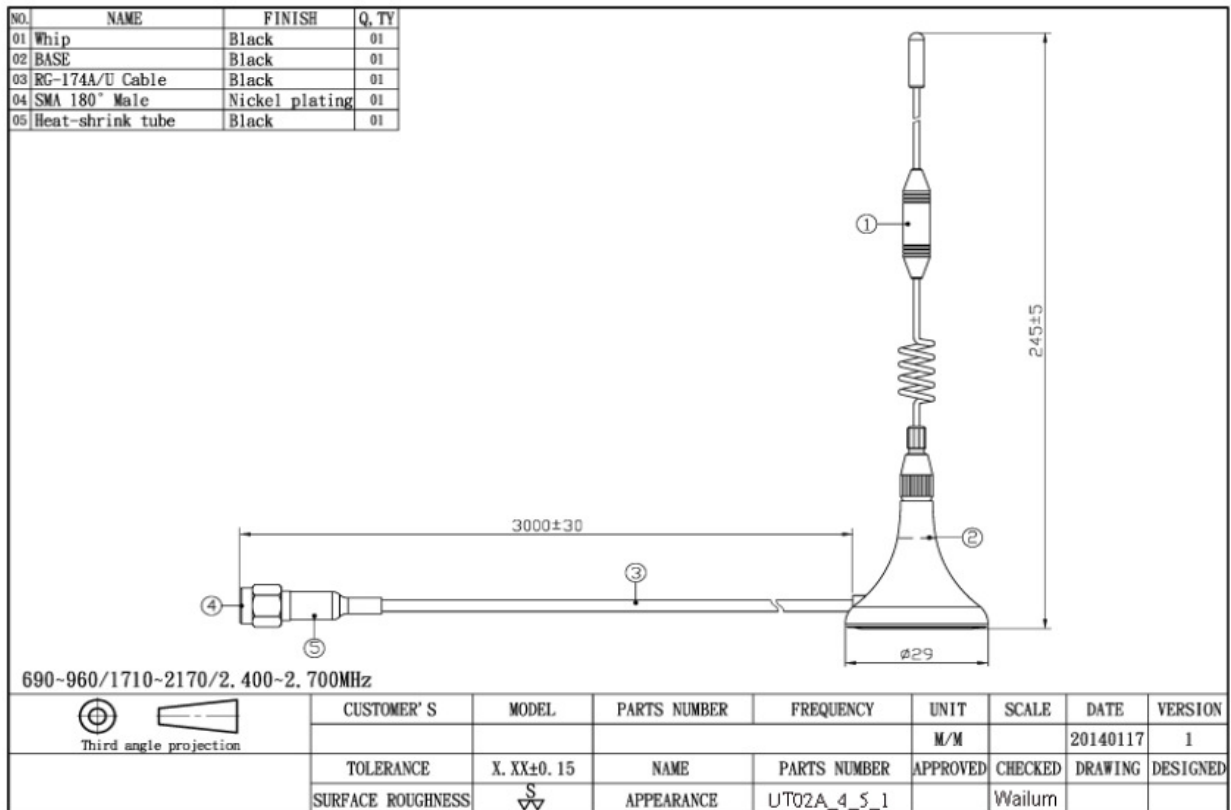 NO. NAME FINISH Q,TY
01 Whip Black 01
02 BASE Black 01
03 RG-174A/U Cable Black 01
04 SMA 180° Male Nickel plating 01
05 Heat-shrink tube Black 01
①
245±5
3000±30
②
③
④
⑤
ø29
690~960/1710~2170/2.400~2.700MHz
CUSTOMER'S MODEL PARTS NUMBER FREQUENCY UNIT SCALE DATE VERSION
Third angle projection
M/M 20140117 1
TOLERANCE X.XX±0.15 NAME PARTS NUMBER APPROVED CHECKED DRAWING DESIGNED
SURFACE ROUGHNESS S APPEARANCE UT02A_4_5_1 Wailum